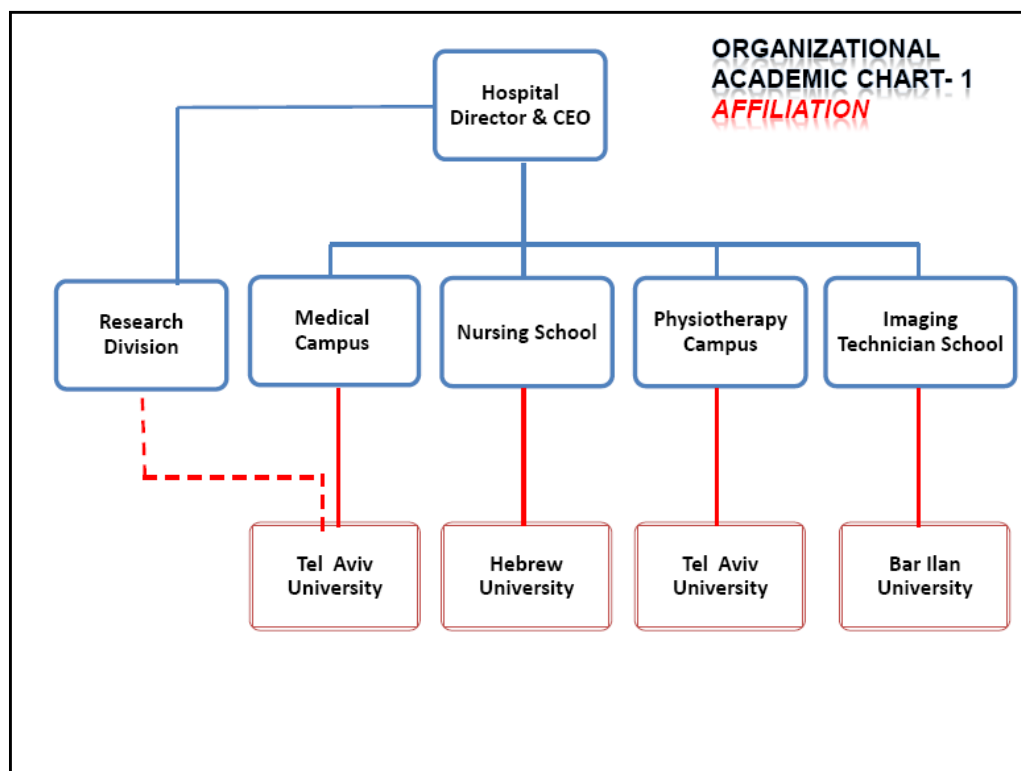 ORGANIZATIONAL
ACADEMIC CHART- 1
AFFILIATION
Hospital
Director & CEO
Research
Division
Medical
Campus
Nursing School
Physiotherapy
Campus
Imaging
Technician School
Tel Aviv
University
Hebrew
University
Tel Aviv
University
Bar Ilan
University